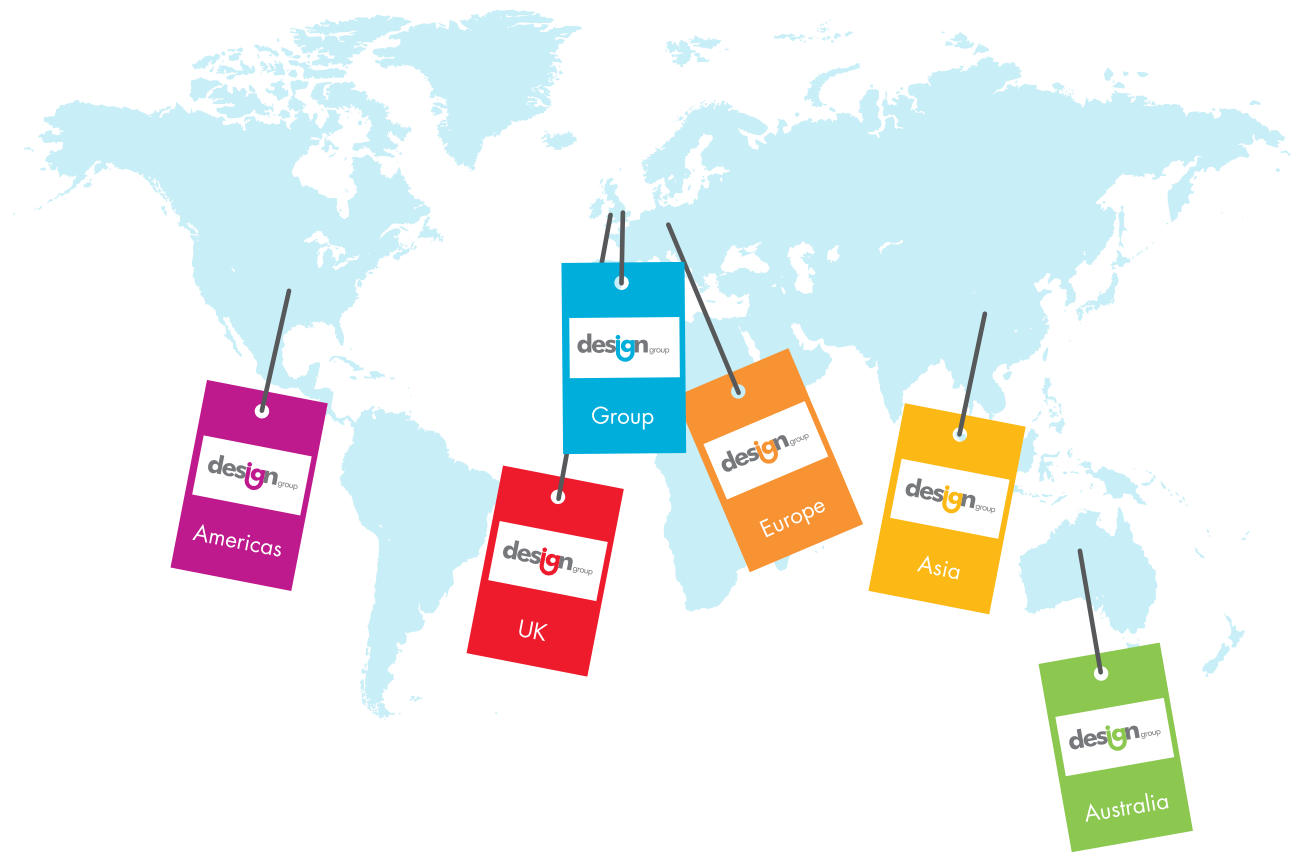 design group
Group
design group
Americas
design group
UK
design group
Europe
design group
Asia
design group
Australia